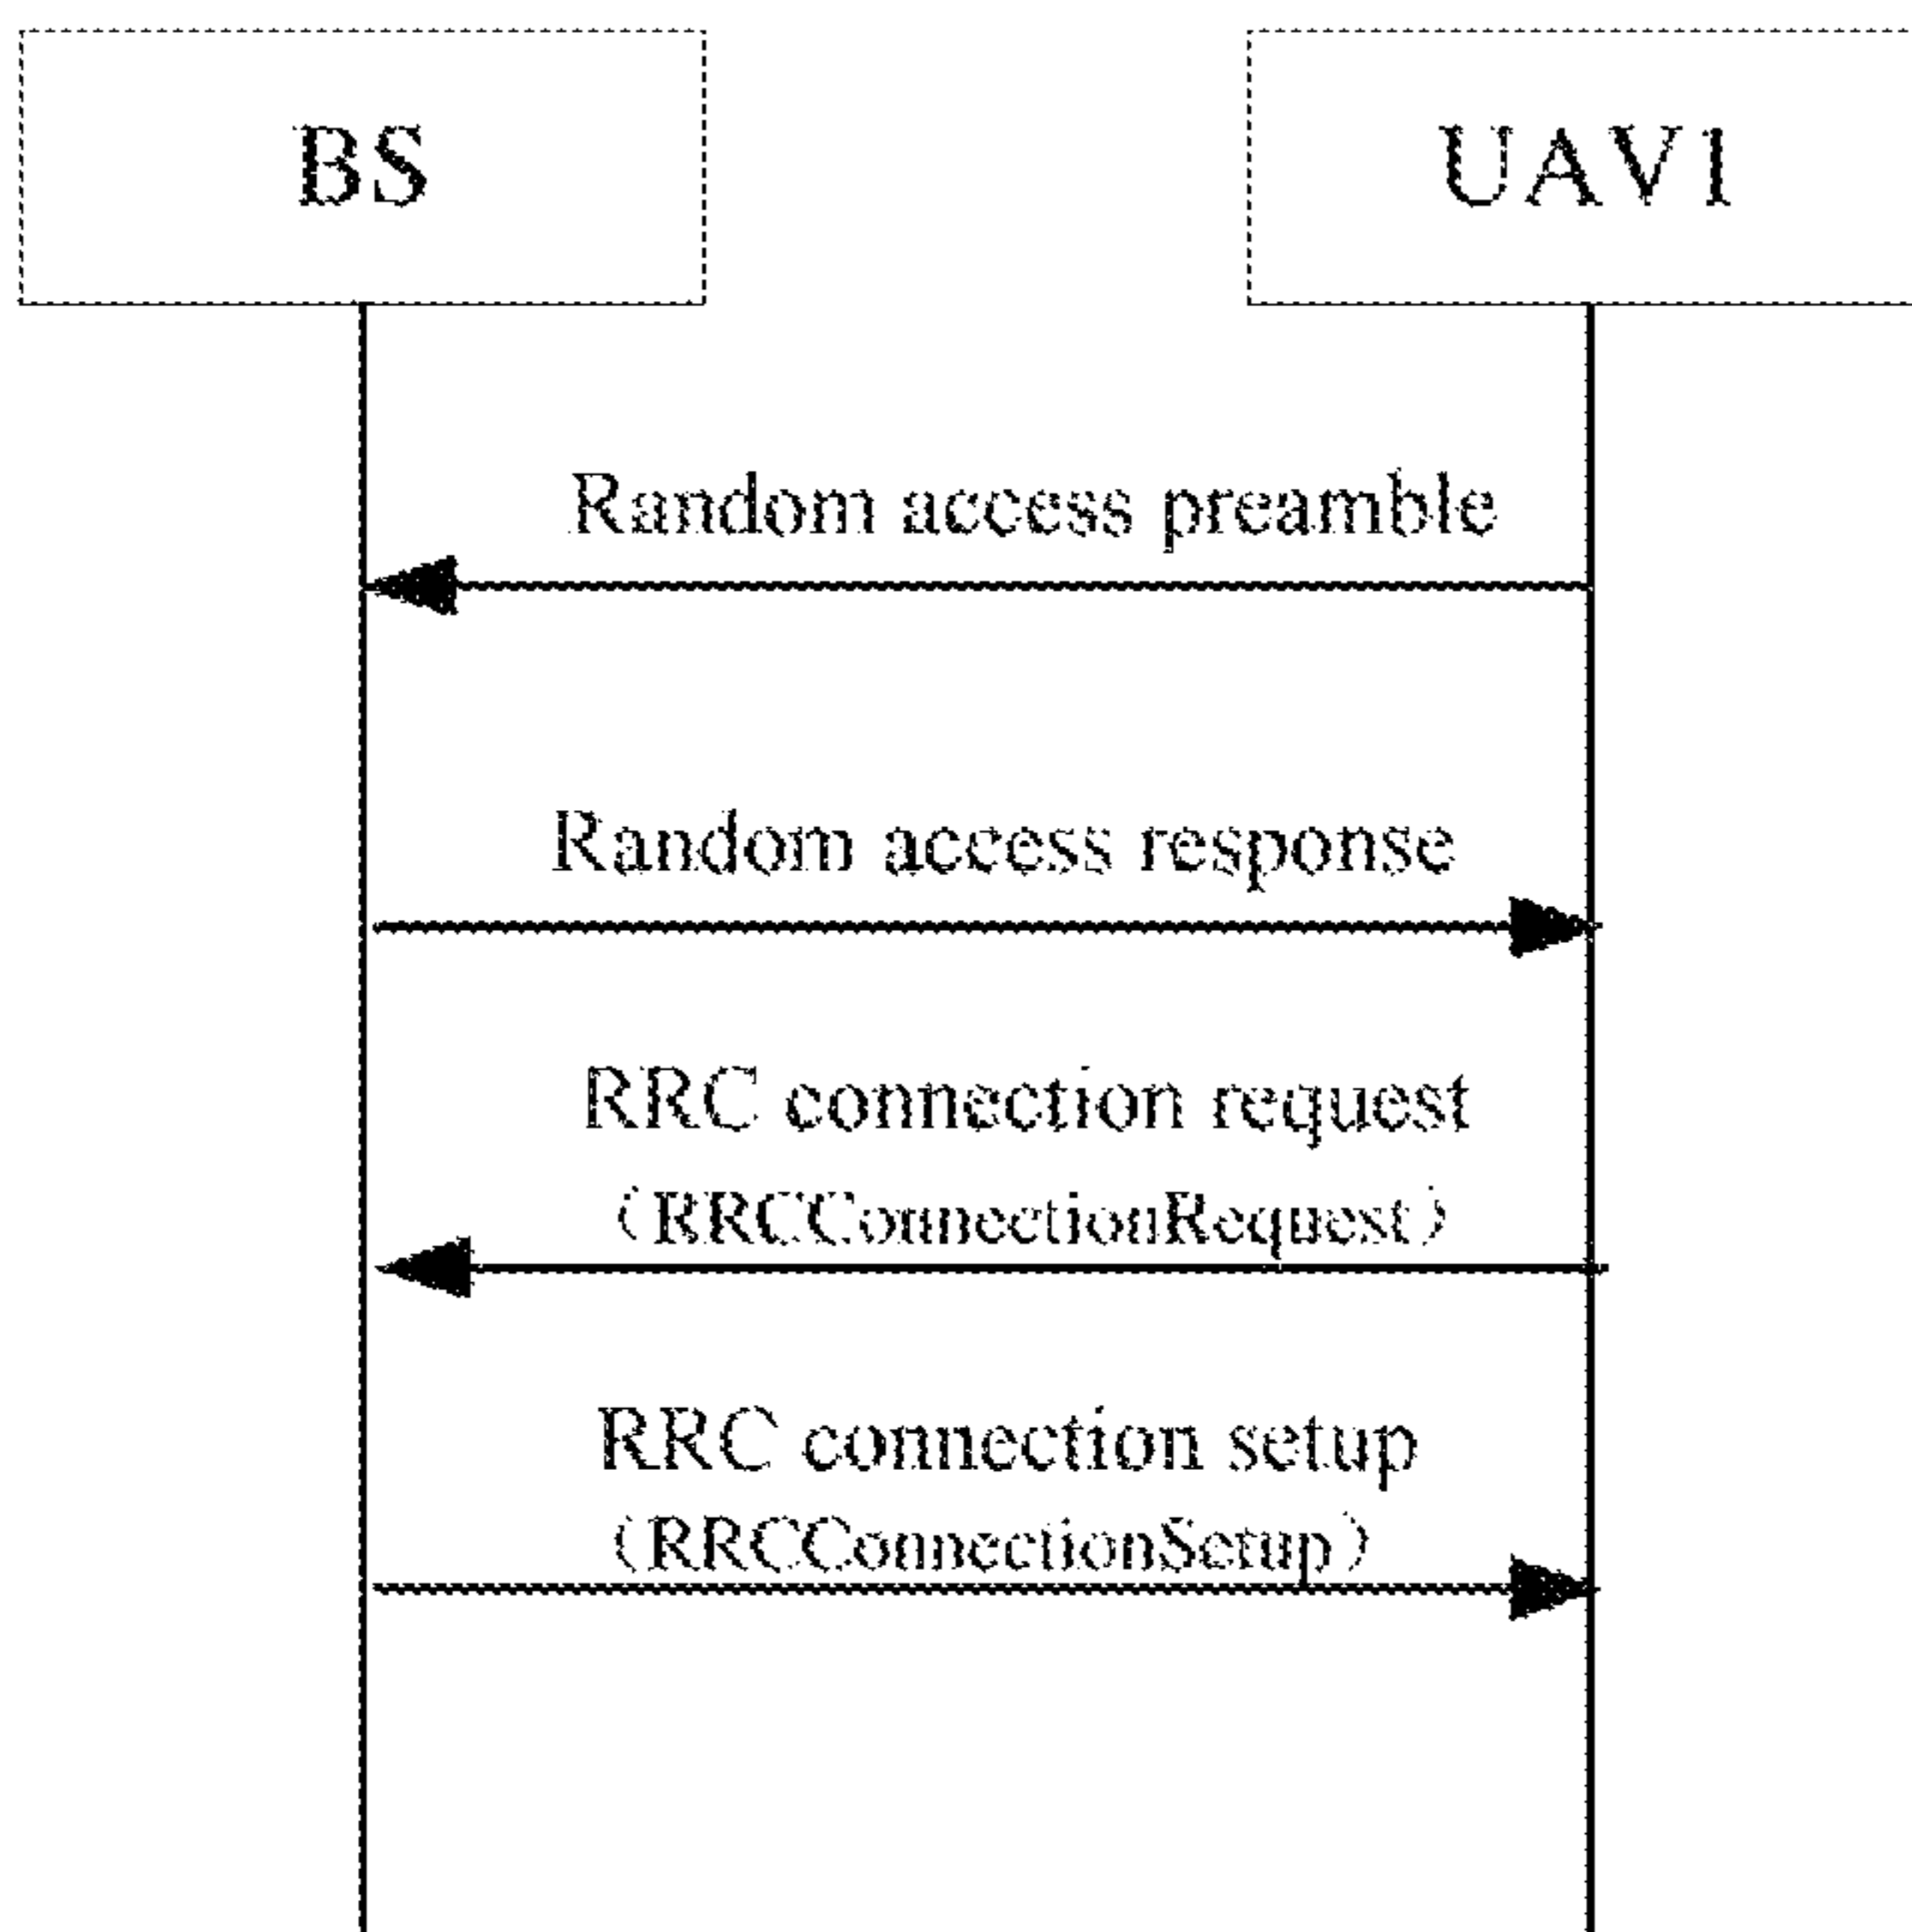 BS
UAV1
Random access preamble
Random access response
RRC connection request
（RRCConnectionRequest）
RRC connection setup
（RRCConnectionSetup）